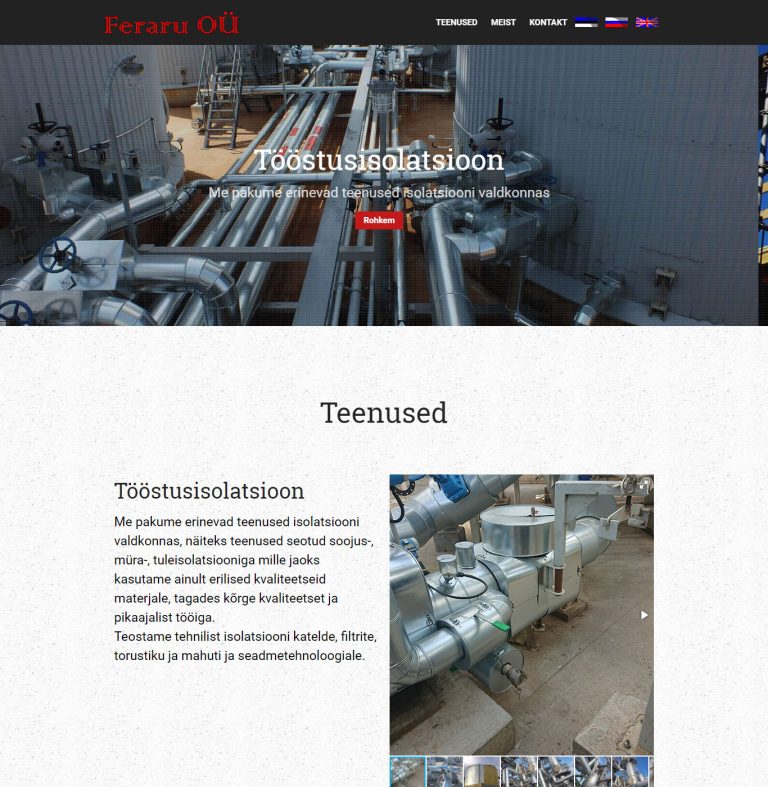 Feraru OÜ
TEENUSED MEIST KONTAKT
Tööstusisolatsioon
Me pakume erinevad teenused isolatsiooni valdkonnas
Rohkem
Teenused
Tööstusisolatsioon
Me pakume erinevad teenused isolatsiooni
valdkonnas, näiteks teenused seotud soojus-,
müra-, tuleisolatsiooniga mille jaoks
kasutame ainult erilised kvaliteetseid
materjale, tagades kõrge kvaliteetset ja
pikaajalist tööiga.
Teostame tehnilist isolatsiooni katelde, filtrite,
torustiku ja mahuti ja seadmetehnoloogiale.